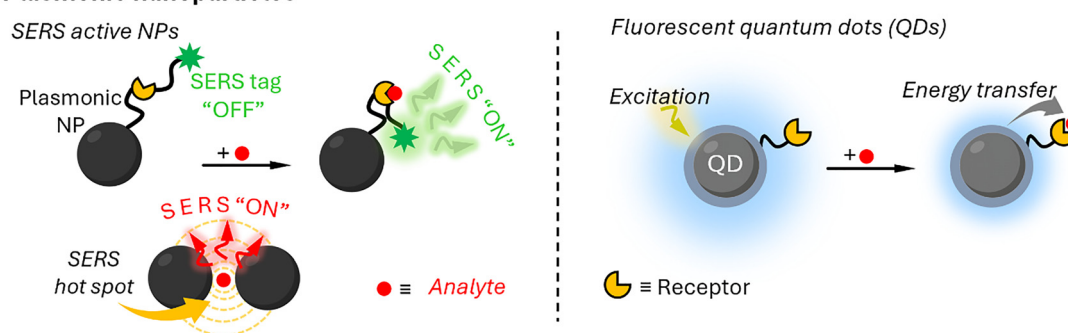 SERS active NPs
Plasmonic
NP
SERS tag
"OFF"
SERS "ON"
+
SERS "ON"
SERS
hot spot
≡ Analyte
Fluorescent quantum dots (QDs)
Excitation
QD
+
Energy transfer
≡ Receptor